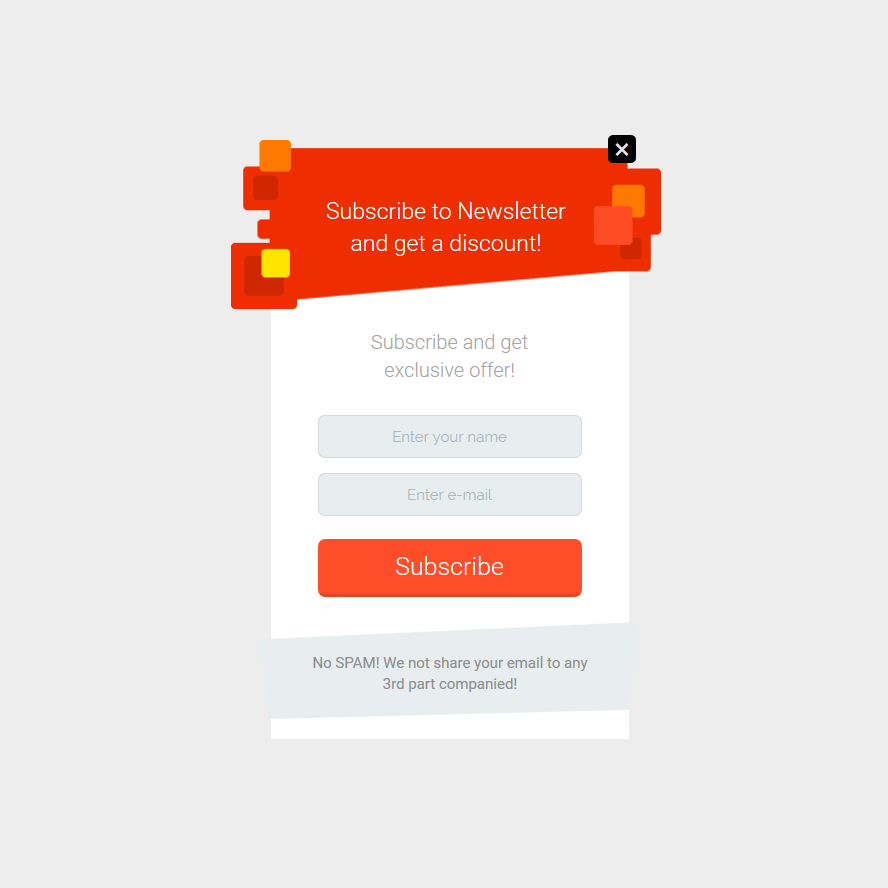 Subscribe to Newsletter
and get a discount!
Subscribe and get
exclusive offer!
Enter your name
Enter e-mail
Subscribe
No SPAM! We not share your email to any
3rd part companied!